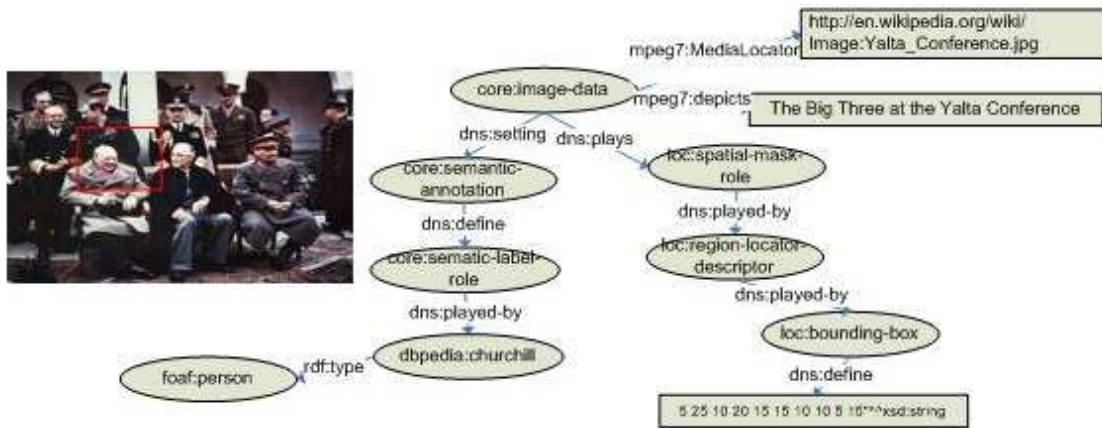 http://en.wikipedia.org/wiki/
Image:Yalta_Conference.jpg
mpeg7:MediaLocator
core:image-data
mpeg7:depicts
The Big Three at the Yalta Conference
dns:setting
dns:plays
core:semantic-
annotation
loc:spatial-mask-
role
dns:define
dns:played-by
core:sematic-label-
role
loc:region-locator-
descriptor
dns:played-by
dns:played-by
loc:bounding-box
dbpedia:churchill
rdf:type
foaf:person
dns:define
5 25 10 20 15 15 10 10 5 15"^^xsd:string